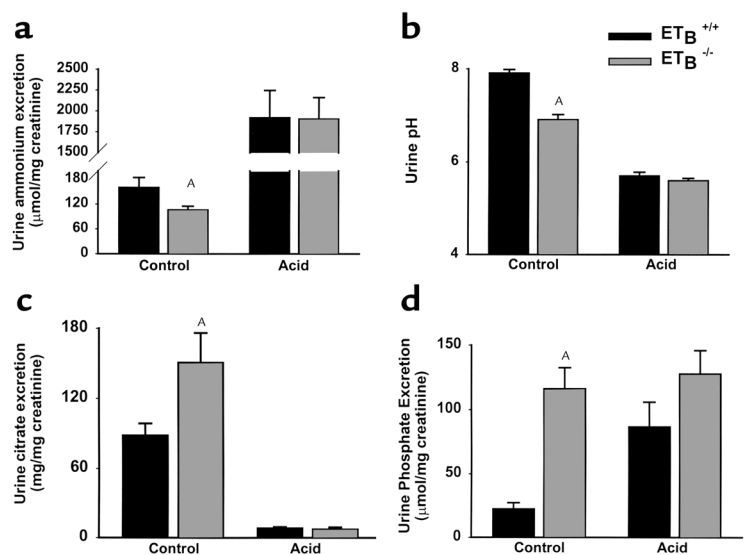 a
Urine ammonium excretion
(μmol/mg creatinine)
2500
2250
2000
1750
1500
180
120
60
0
A
Control
Acid
b
ETB +/+
ETB -/-
Urine pH
8
6
4
A
Control
Acid
c
Urine citrate excretion
(mg/mg creatinine)
180
120
60
0
A
Control
Acid
d
Urine Phosphate Excretion
(μmol/mg creatinine)
150
100
50
0
A
Control
Acid